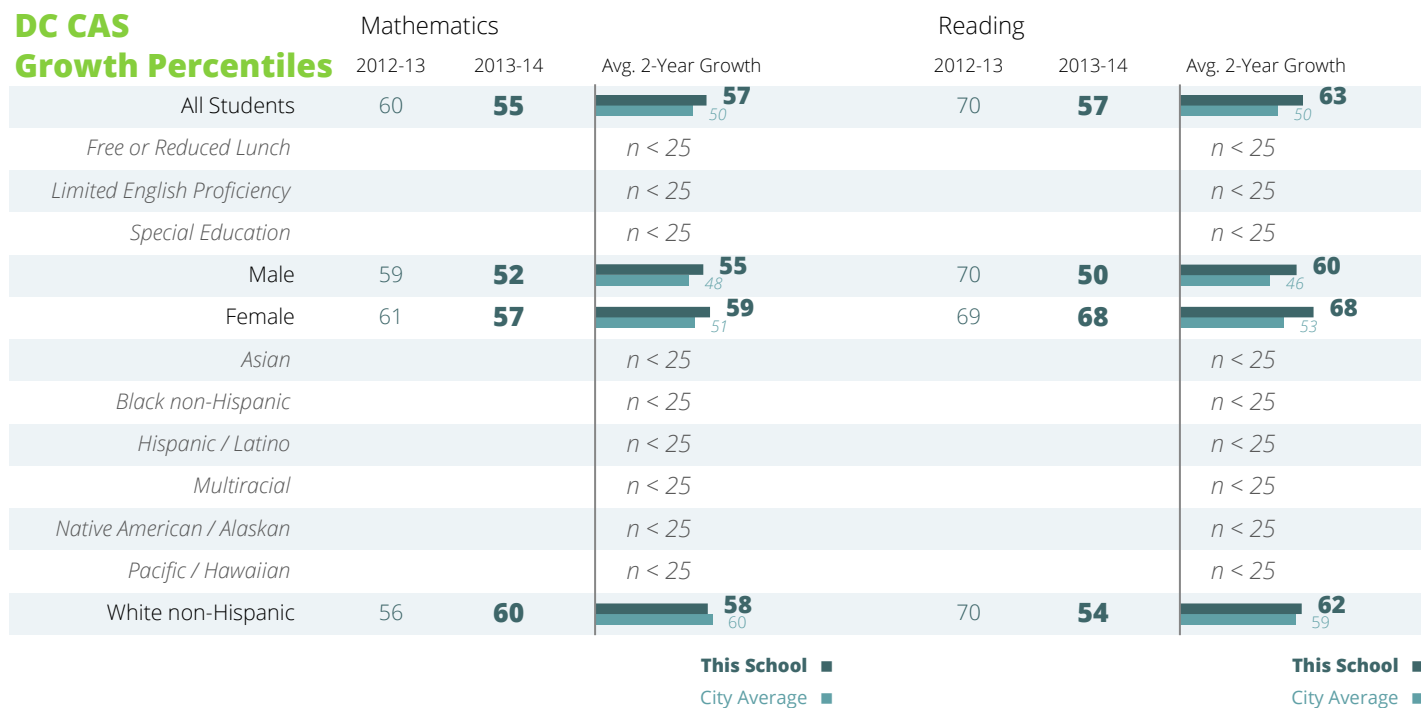 DC CAS
Growth Percentiles
Mathematics Reading
2012-13 2013-14 Avg. 2-Year Growth 2012-13 2013-14 Avg. 2-Year Growth
All Students 60 55 57 50 70 57 63 50
Free or Reduced Lunch n < 25 n < 25
Limited English Proficiency n < 25 n < 25
Special Education n < 25 n < 25
Male 59 52 55 48 70 50 60 46
Female 61 57 59 51 69 68 68 53
Asian n < 25 n < 25
Black non-Hispanic n < 25 n < 25
Hispanic / Latino n < 25 n < 25
Multiracial n < 25 n < 25
Native American / Alaskan n < 25 n < 25
Pacific / Hawaiian n < 25 n < 25
White non-Hispanic 56 60 58 60 70 54 62 59
This School This School
City Average City Average